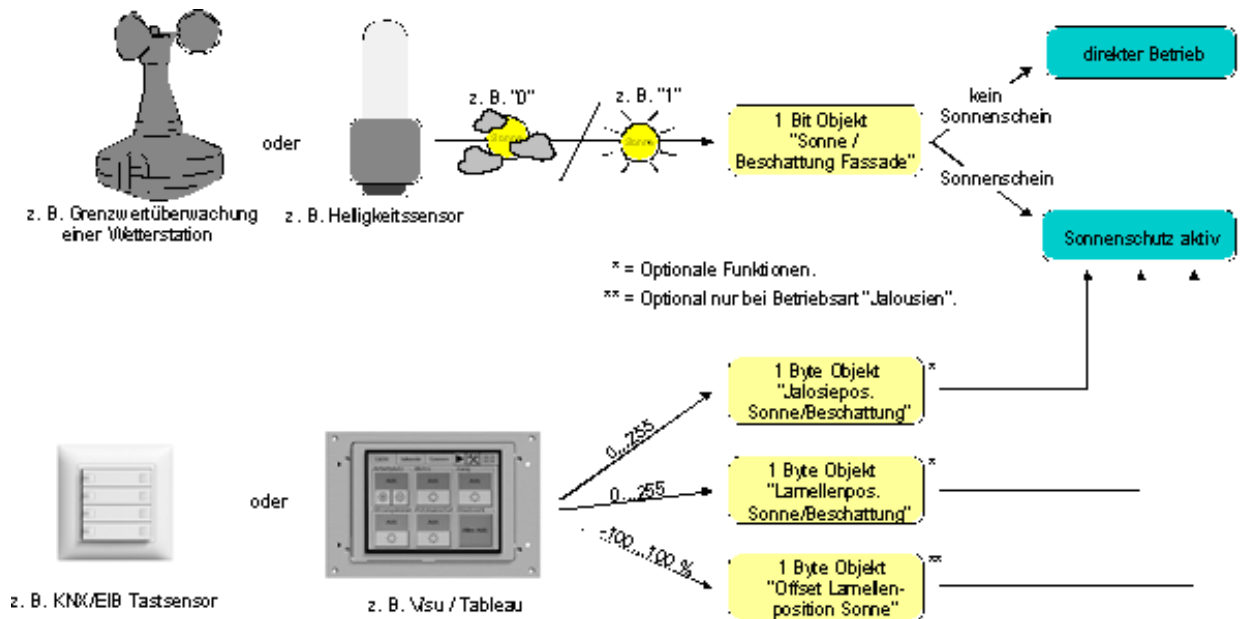 direkter Betrieb
kein
Sonnenschein
z. B. "0"
z. B. "1"
Sonne
Sonne
oder
1 Bit Objekt
"Sonne /
Beschattung Fassade"
Sonnenschein
z. B. Grenzwertüberwachung
einer Wetterstation
z. B. Helligkeitssensor
Sonnenschutz aktiv
* = Optionale Funktionen.
** = Optional nur bei Betriebsart "Jalousien".
1 Byte Objekt
"Jalosiepos.
Sonne/Beschattung"
*
0...255
1 Byte Objekt
"Lamellenpos.
Sonne/Beschattung"
*
0...255
oder
-100...100 %
1 Byte Objekt
"Offset Lamellen-
position Sonne"
**
z. B. KNX/EIB Tastsensor
z. B. Visu / Tableau